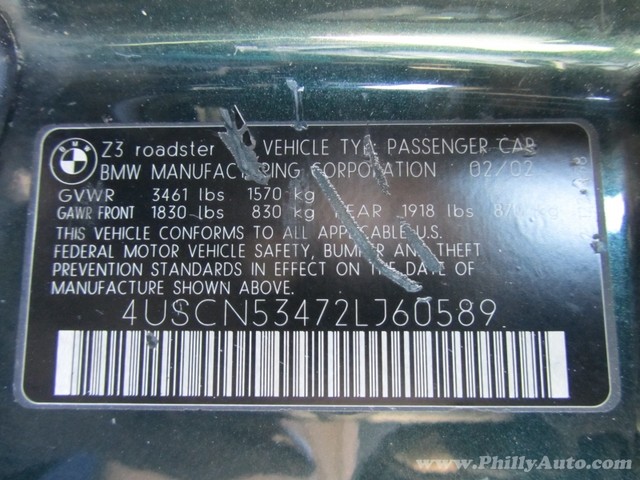 BMW
Z3 roadster VEHICLE TYPE PASSENGER CAR
BMW MANUFACTURING CORPORATION 02/02
GVWR 3461 lbs 1570 kg
GAWR FRONT 1830 lbs 830 kg REAR 1918 lbs kg
THIS VEHICLE CONFORMS TO ALL APPLICABLE U.S.
FEDERAL MOTOR VEHICLE SAFETY, BUMPER AND THEFT
PREVENTION STANDARDS IN EFFECT ON THE DATE OF
MANUFACTURE SHOWN ABOVE.
4USCN53472LJ60589
www.PhillyAuto.com